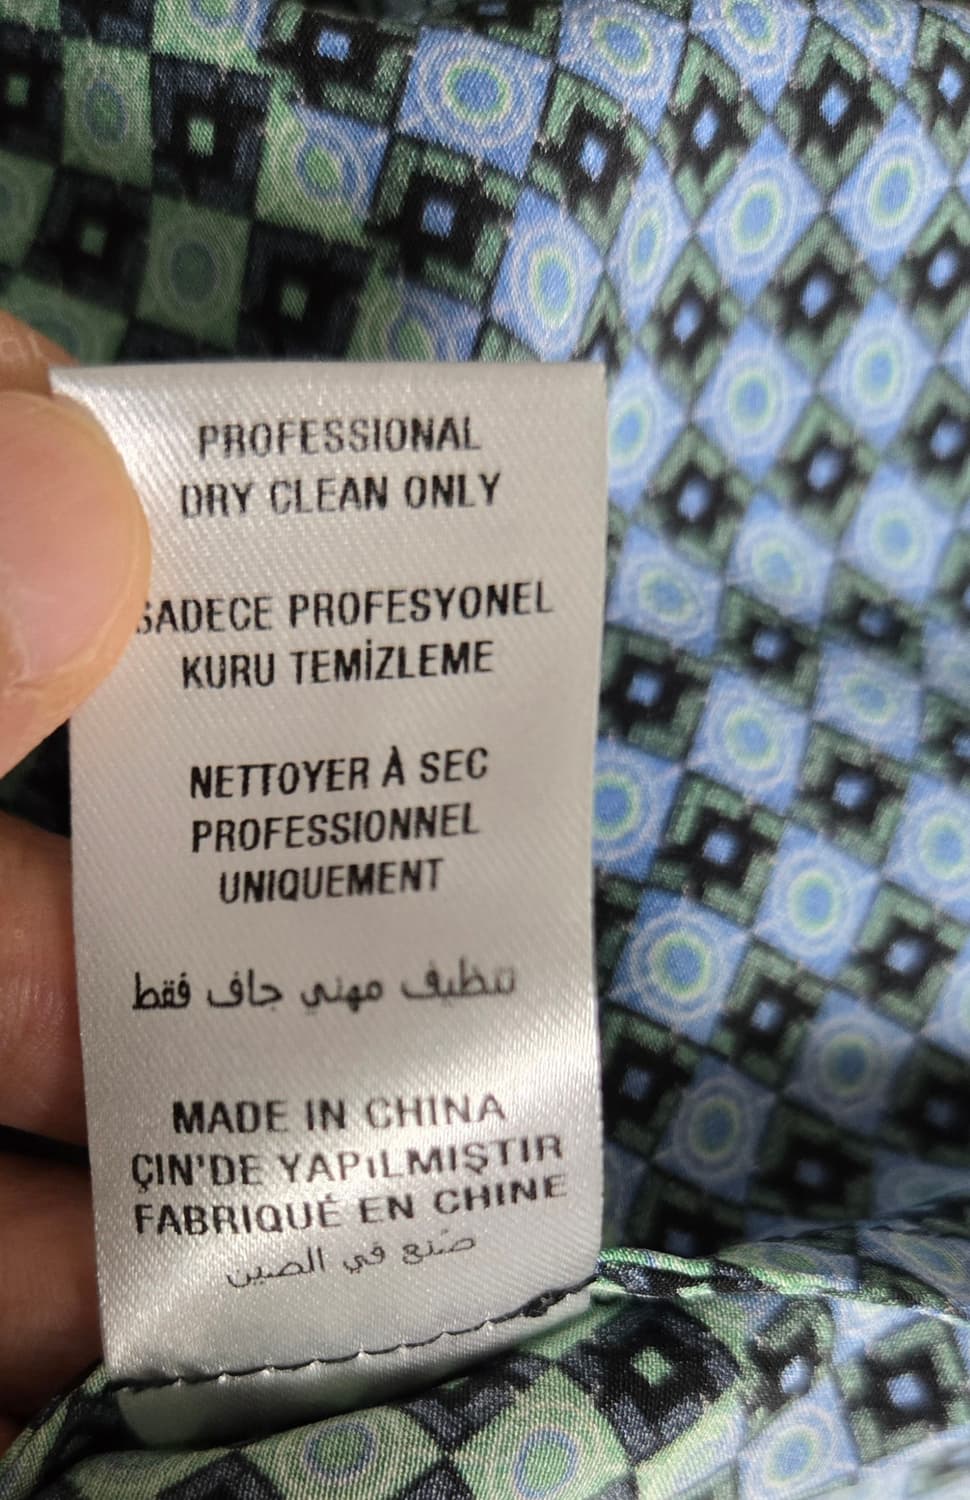 PROFESSIONAL
DRY CLEAN ONLY
SADECE PROFESYONEL
KURU TEMİZLEME
NETTOYER À SEC
PROFESSIONNEL
UNIQUEMENT
تنظيف مهني جاف فقط
MADE IN CHINA
ÇIN'DE YAPıLMIŞTIR
FABRIQUÉ EN CHINE
صنع في الصين